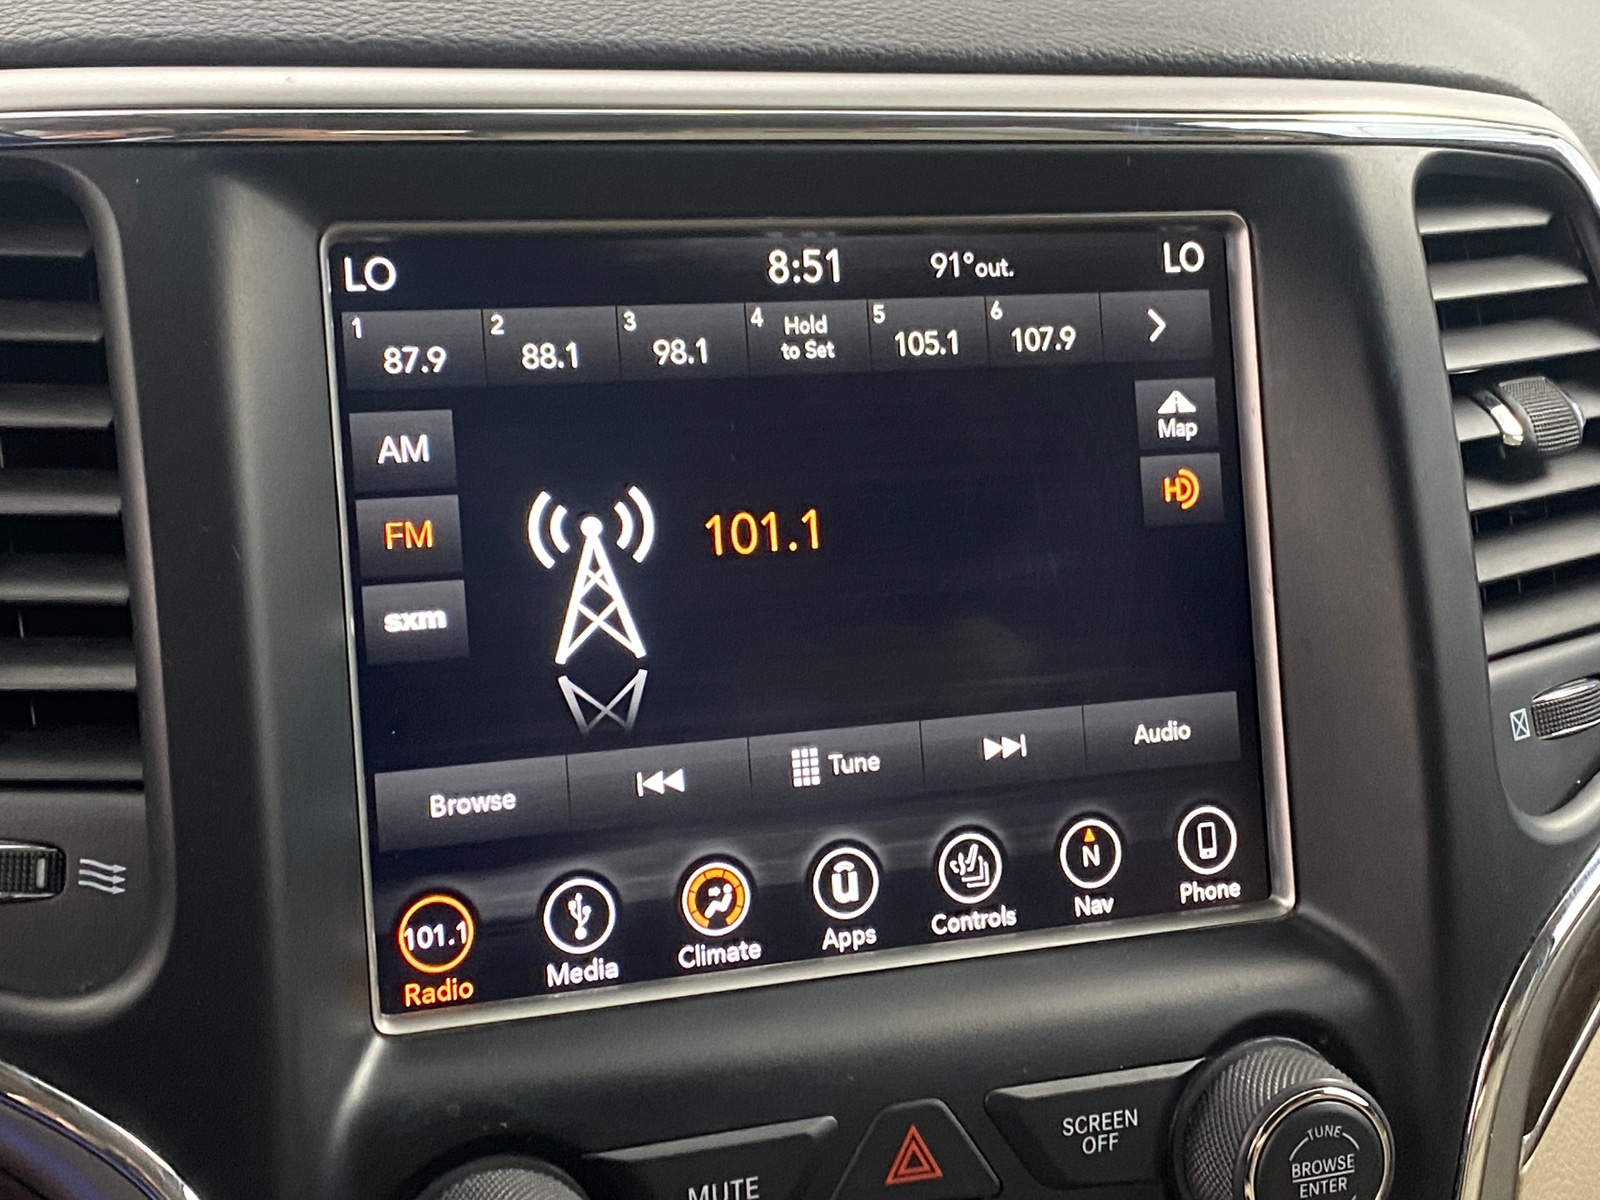 LO 8:51 91°out. LO
1 87.9
2 88.1
3 98.1
4 Hold
to Set
5 105.1
6 107.9
Map
AM
HD
FM
101.1
sxm
Browse
Tune
Audio
101.1
Radio
Media
Climate
u
Apps
Controls
N
Nav
Phone
MUTE
SCREEN
OFF
TUNE
BROWSE
ENTER